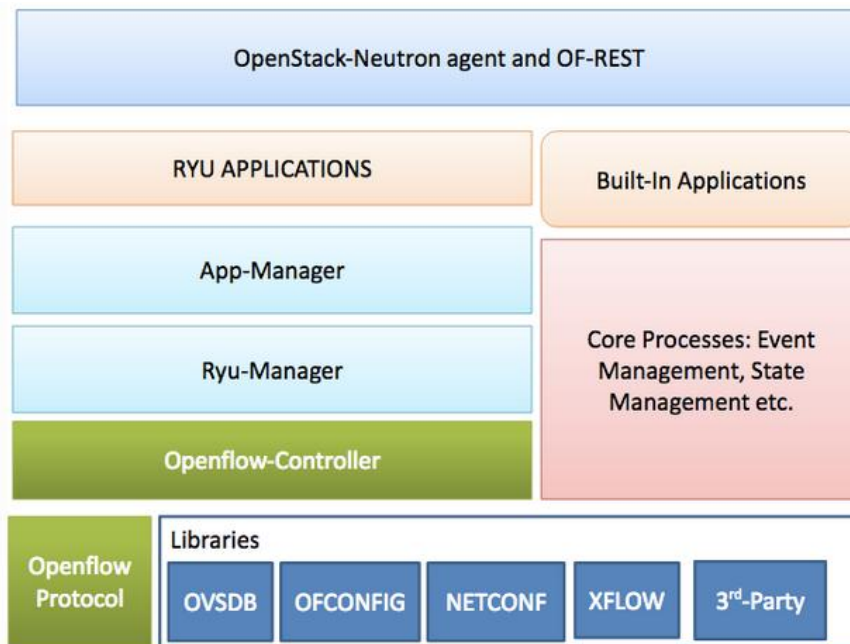 OpenStack-Neutron agent and OF-REST
RYU APPLICATIONS
Built-In Applications
App-Manager
Ryu-Manager
Core Processes: Event
Management, State
Management etc.
Openflow-Controller
Openflow
Protocol
Libraries
OVSDB
OFCONFIG
NETCONF
XFLOW
3rd-Party